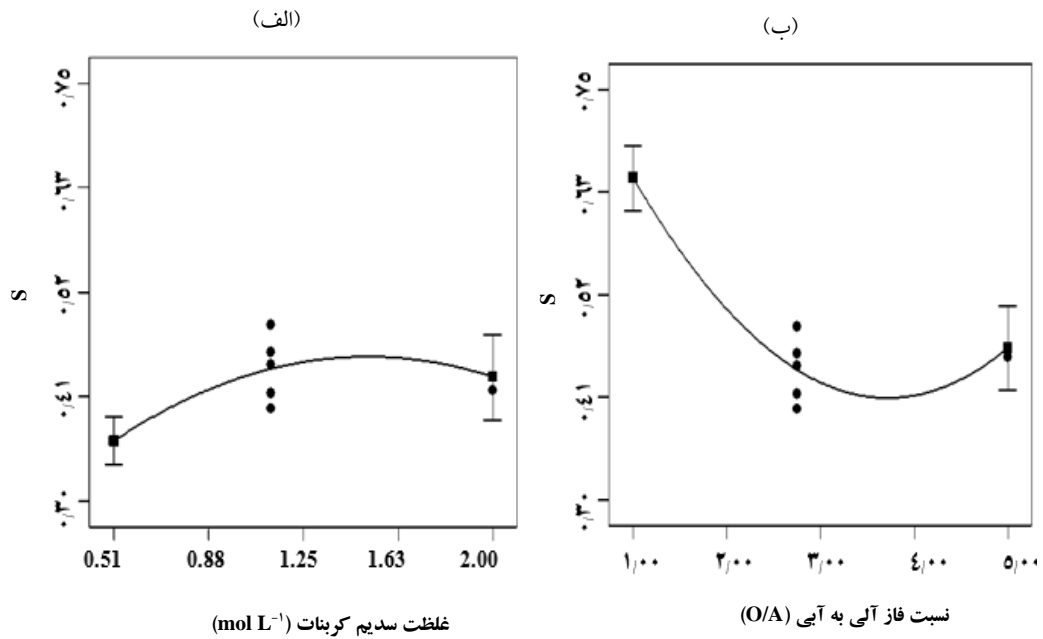 (الف)
۰٫۷۵
۰٫۶۳
۰٫۵۲
۰٫۴۱
۰٫۳۰
S
0.51 0.88 1.25 1.63 2.00
غلظت سدیم کربنات (mol L⁻¹)
(ب)
۰٫۷۵
۰٫۶۳
۰٫۵۲
۰٫۴۱
۰٫۳۰
S
۱٫۰۰ ۲٫۰۰ ۳٫۰۰ ۴٫۰۰ ۵٫۰۰
نسبت فاز آلی به آبی (O/A)